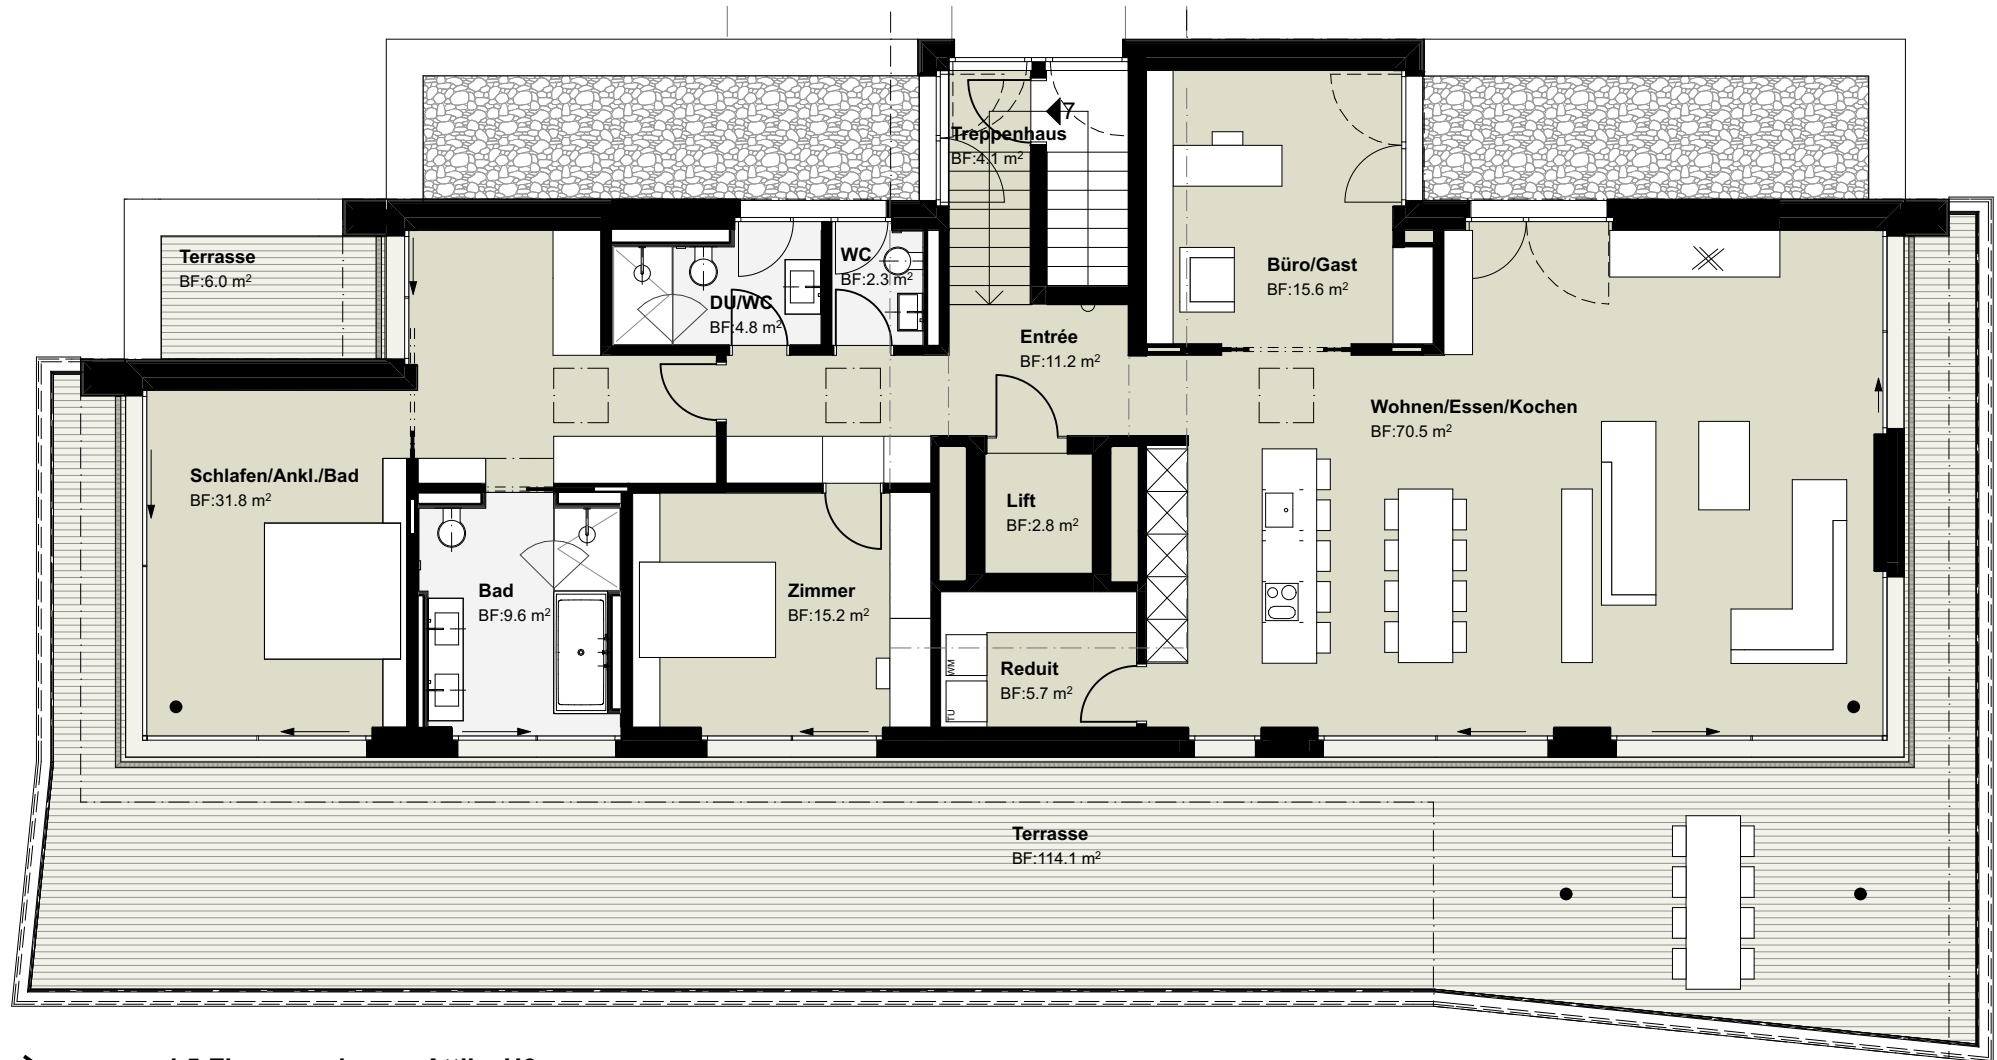 7
Treppenhaus
BF:4.1 m²
Terrasse
BF:6.0 m²
WC
BF:2.3 m²
DU/WC
BF:4.8 m²
Büro/Gast
BF:15.6 m²
Entrée
BF:11.2 m²
Wohnen/Essen/Kochen
BF:70.5 m²
Schlafen/Ankl./Bad
BF:31.8 m²
Lift
BF:2.8 m²
Bad
BF:9.6 m²
Zimmer
BF:15.2 m²
Reduit
BF:5.7 m²
WM
TU
Terrasse
BF:114.1 m²